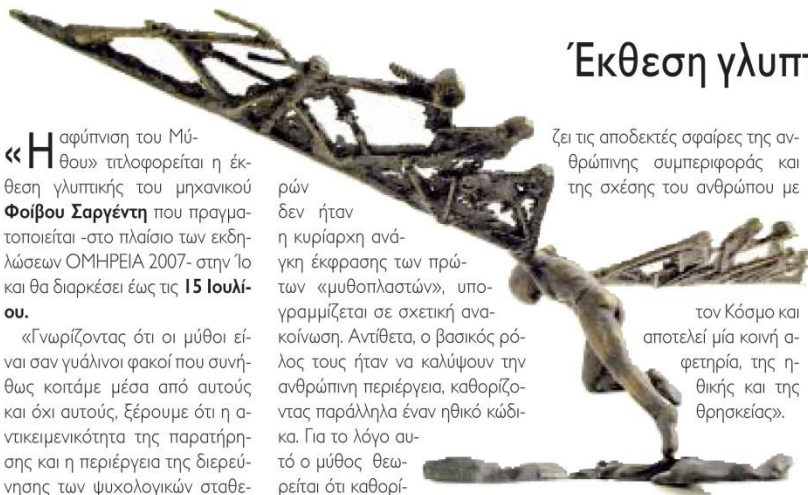 Έκθεση γλυπτ
«Η αφύπνιση του Μύ-
θου» τιτλοφορείται η έκ-
θεση γλυπτικής του μηχανικού
Φοίβου Σαργέντη που πραγμα-
τοποιείται -στο πλαίσιο των εκδη-
λώσεων ΟΜΗΡΕΙΑ 2007- στην Ίο
και θα διαρκέσει έως τις 15 Ιουλί-
ου.
«Γνωρίζοντας ότι οι μύθοι εί-
ναι σαν γυάλινοι φακοί που συνή-
θως κοιτάμε μέσα από αυτούς
και όχι αυτούς, ξέρουμε ότι η α-
ντικειμενικότητα της παρατήρη-
σης και η περιέργεια της διερεύ-
νησης των ψυχολογικών σταθε-
ρών
δεν ήταν
η κυρίαρχη ανά-
γκη έκφρασης των πρώ-
των «μυθοπλαστών», υπο-
γραμμίζεται σε σχετική ανα-
κοίνωση. Αντίθετα, ο βασικός ρό-
λος τους ήταν να καλύψουν την
ανθρώπινη περιέργεια, καθορίζο-
ντας παράλληλα έναν ηθικό κώδι-
κα. Για το λόγο αυ-
τό ο μύθος θεω-
ρείται ότι καθορί-
ζει τις αποδεκτές σφαίρες της αν-
θρώπινης συμπεριφοράς και
της σχέσης του ανθρώπου με
τον Κόσμο και
αποτελεί μία κοινή α-
φετηρία, της η-
θικής και της
θρησκείας».